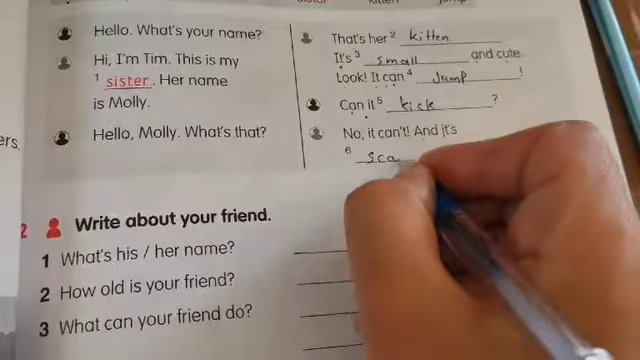 kitten
jump
Hello. What's your name?
Hi, I'm Tim. This is my
1 sister. Her name
is Molly.
Hello, Molly. What's that?
That's her 2 kitten
It's 3 small and cute
Look! It can 4 jump!
Can it 5 kick?
No, it can't! And it's
6 sca
ers.
2 Write about your friend.
1 What's his / her name?
2 How old is your friend?
3 What can your friend do?